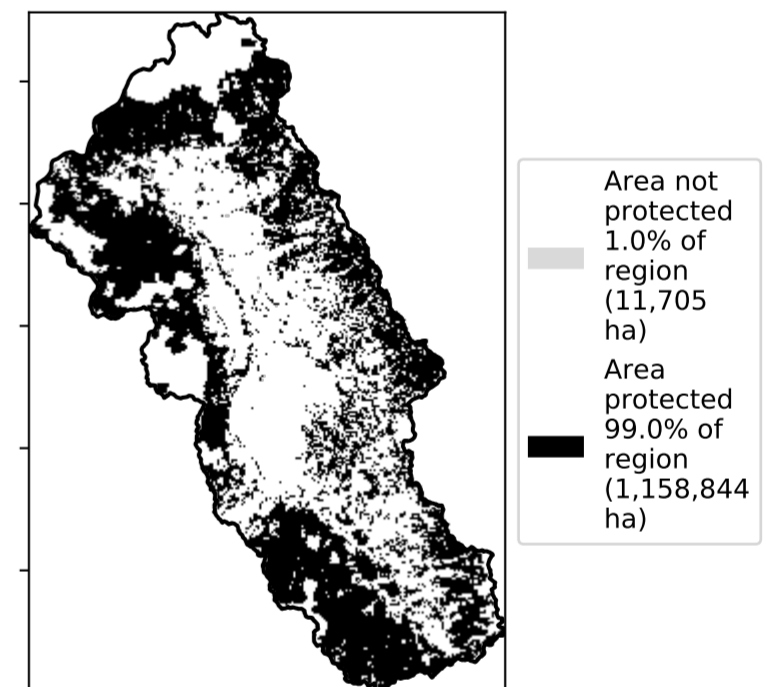 Area not
protected
1.0% of
region
(11,705
ha)
Area
protected
99.0% of
region
(1,158,844
ha)